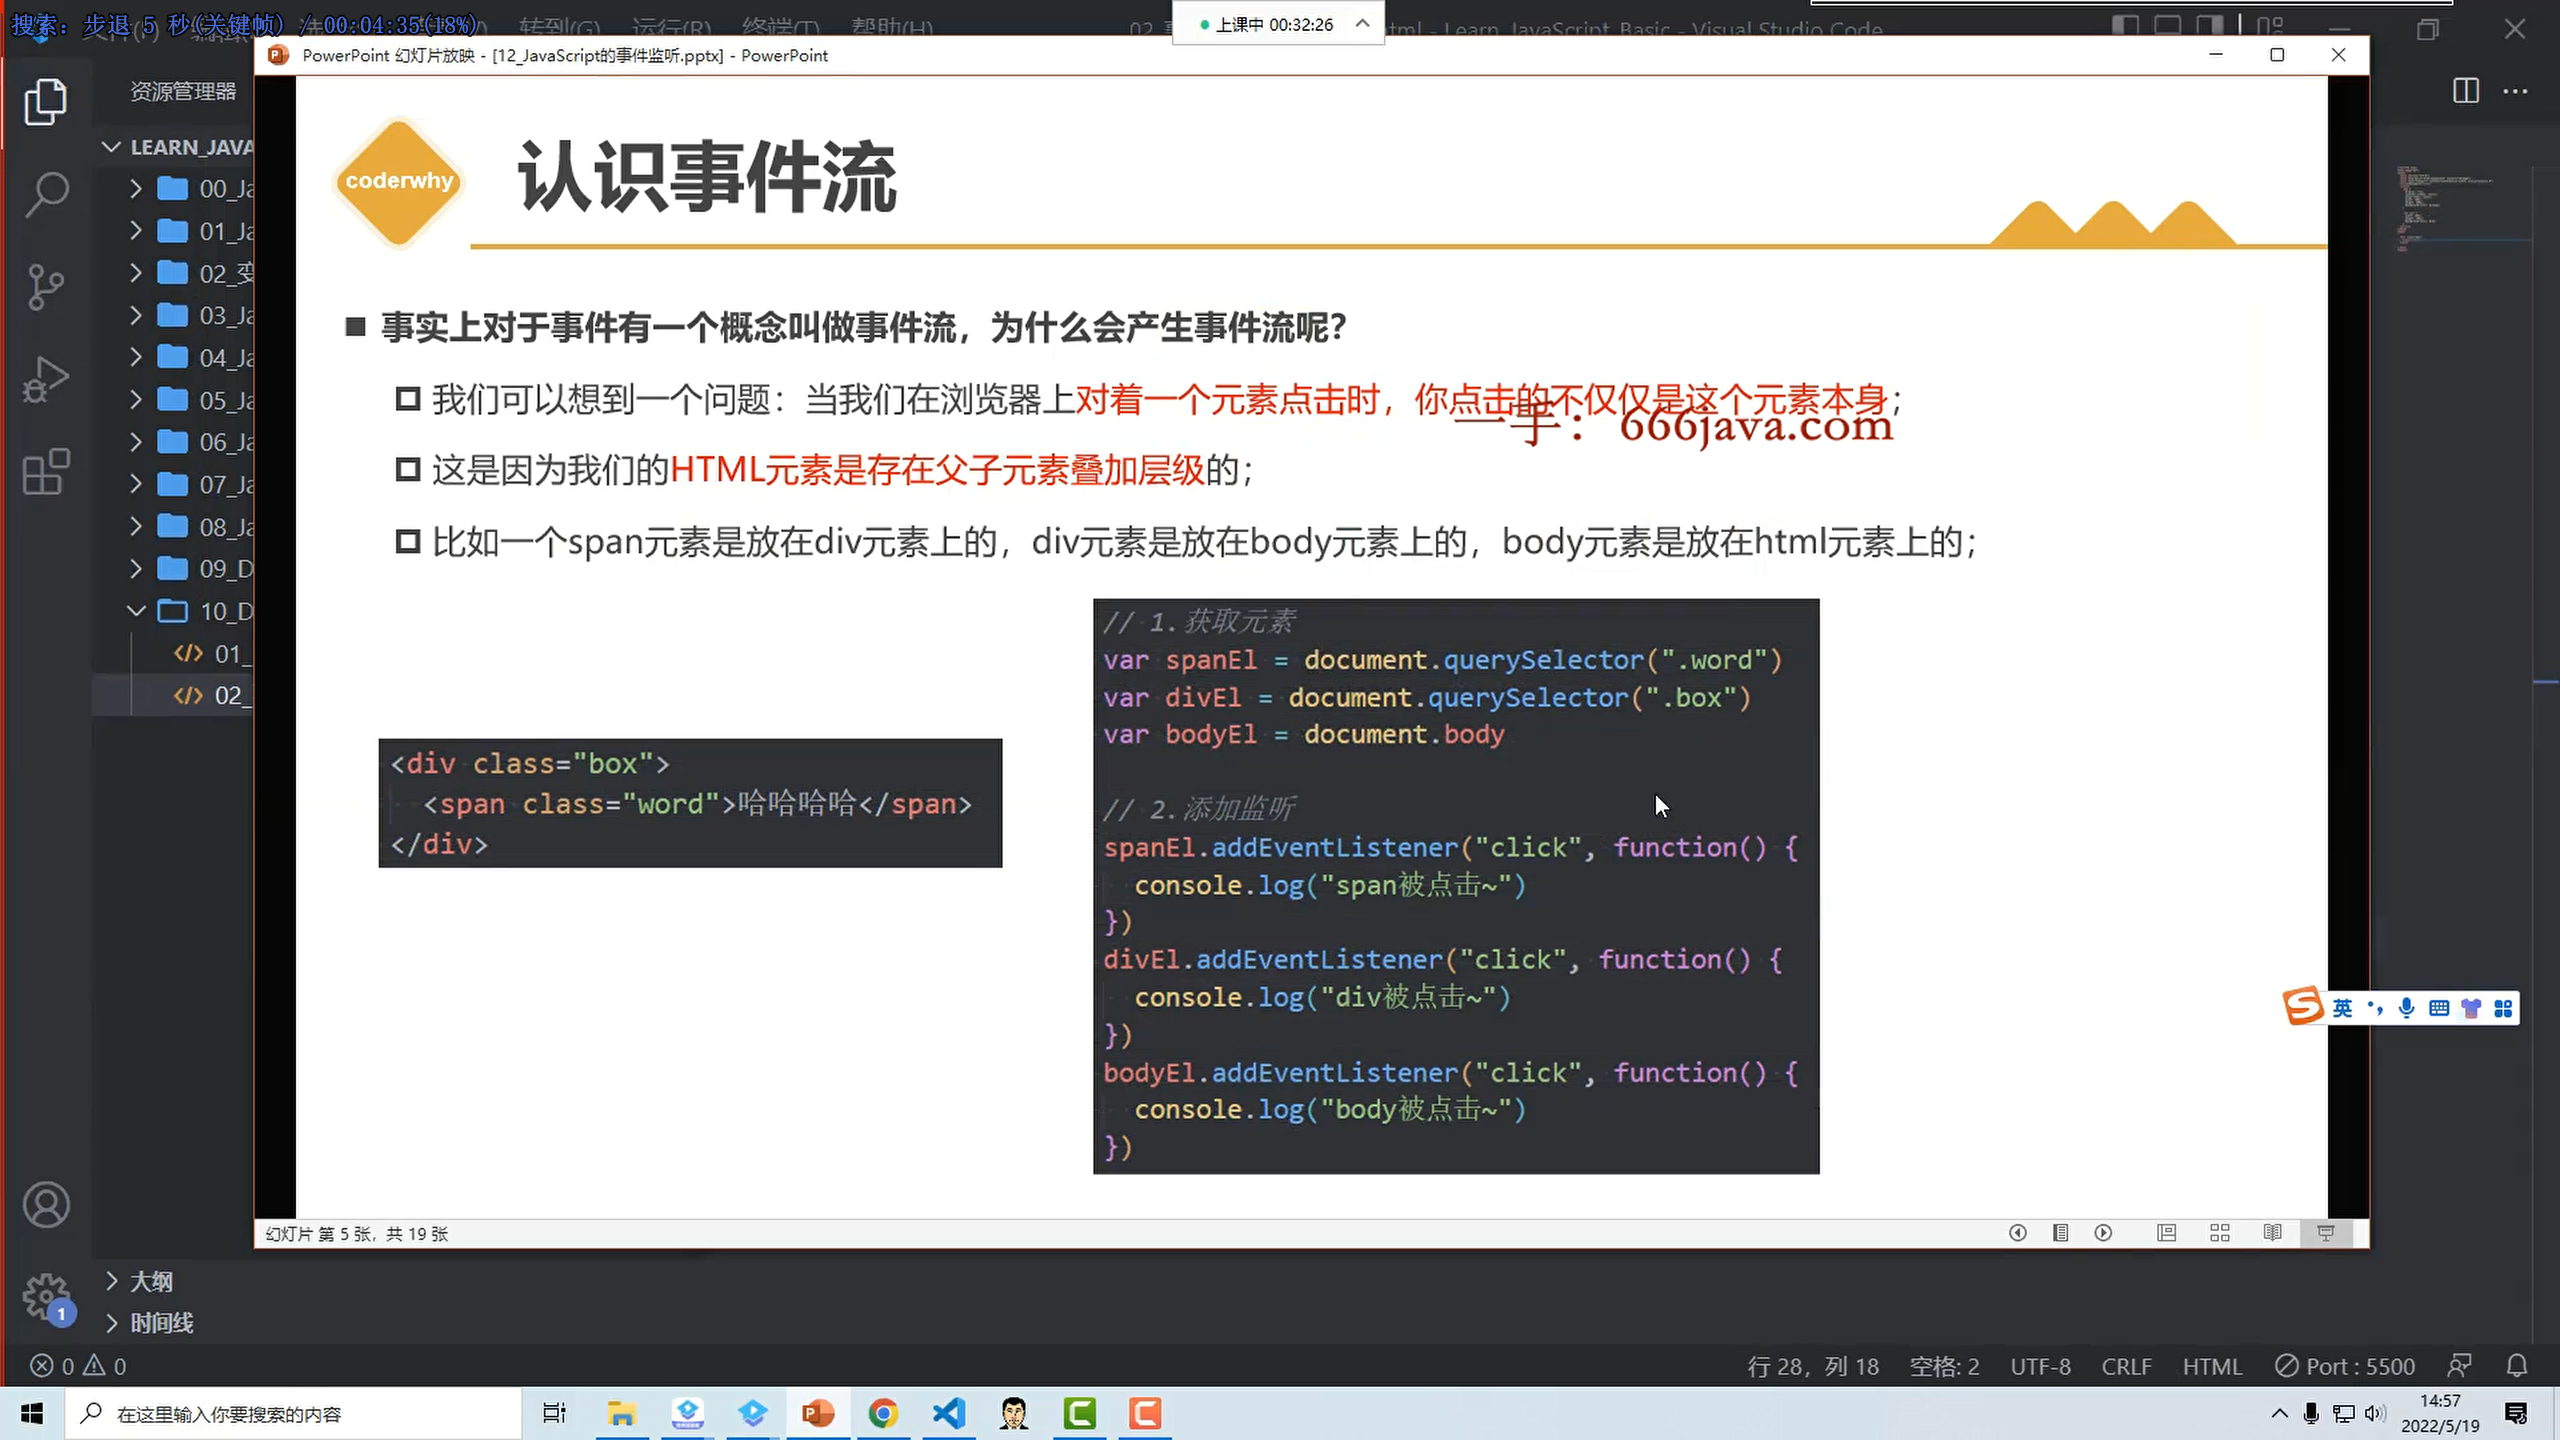 搜索: 步退 5 秒(关键帧) / 00:04:35(18%)
转到(G) 运行(R) 终端(T) 帮助(H)
上课中 00:32:26
html - Learn_JavaScript_Basic - Visual Studio Code
PowerPoint 幻灯片放映 - [12_JavaScript的事件监听.pptx] - PowerPoint
资源管理器
LEARN_JAVA
00_Ja
01_Ja
02_变
03_Ja
04_Ja
05_Ja
06_Ja
07_Ja
08_Ja
09_D
10_D
01_
02_
coderwhy
认识事件流
事实上对于事件有一个概念叫做事件流，为什么会产生事件流呢？
我们可以想到一个问题：当我们在浏览器上对着一个元素点击时，你点击的不仅仅是这个元素本身；
一手：666java.com
这是因为我们的HTML元素是存在父子元素叠加层级的；
比如一个span元素是放在div元素上的，div元素是放在body元素上的，body元素是放在html元素上的；
<div class="box">
<span class="word">哈哈哈哈</span>
</div>
// 1.获取元素
var spanEl = document.querySelector(".word")
var divEl = document.querySelector(".box")
var bodyEl = document.body
// 2.添加监听
spanEl.addEventListener("click", function() {
console.log("span被点击~")
})
divEl.addEventListener("click", function() {
console.log("div被点击~")
})
bodyEl.addEventListener("click", function() {
console.log("body被点击~")
})
英
幻灯片 第 5 张，共 19 张
1
大纲
时间线
0 0
行 28，列 18 空格: 2 UTF-8 CRLF HTML Port : 5500
在这里输入你要搜索的内容
14:57
2022/5/19